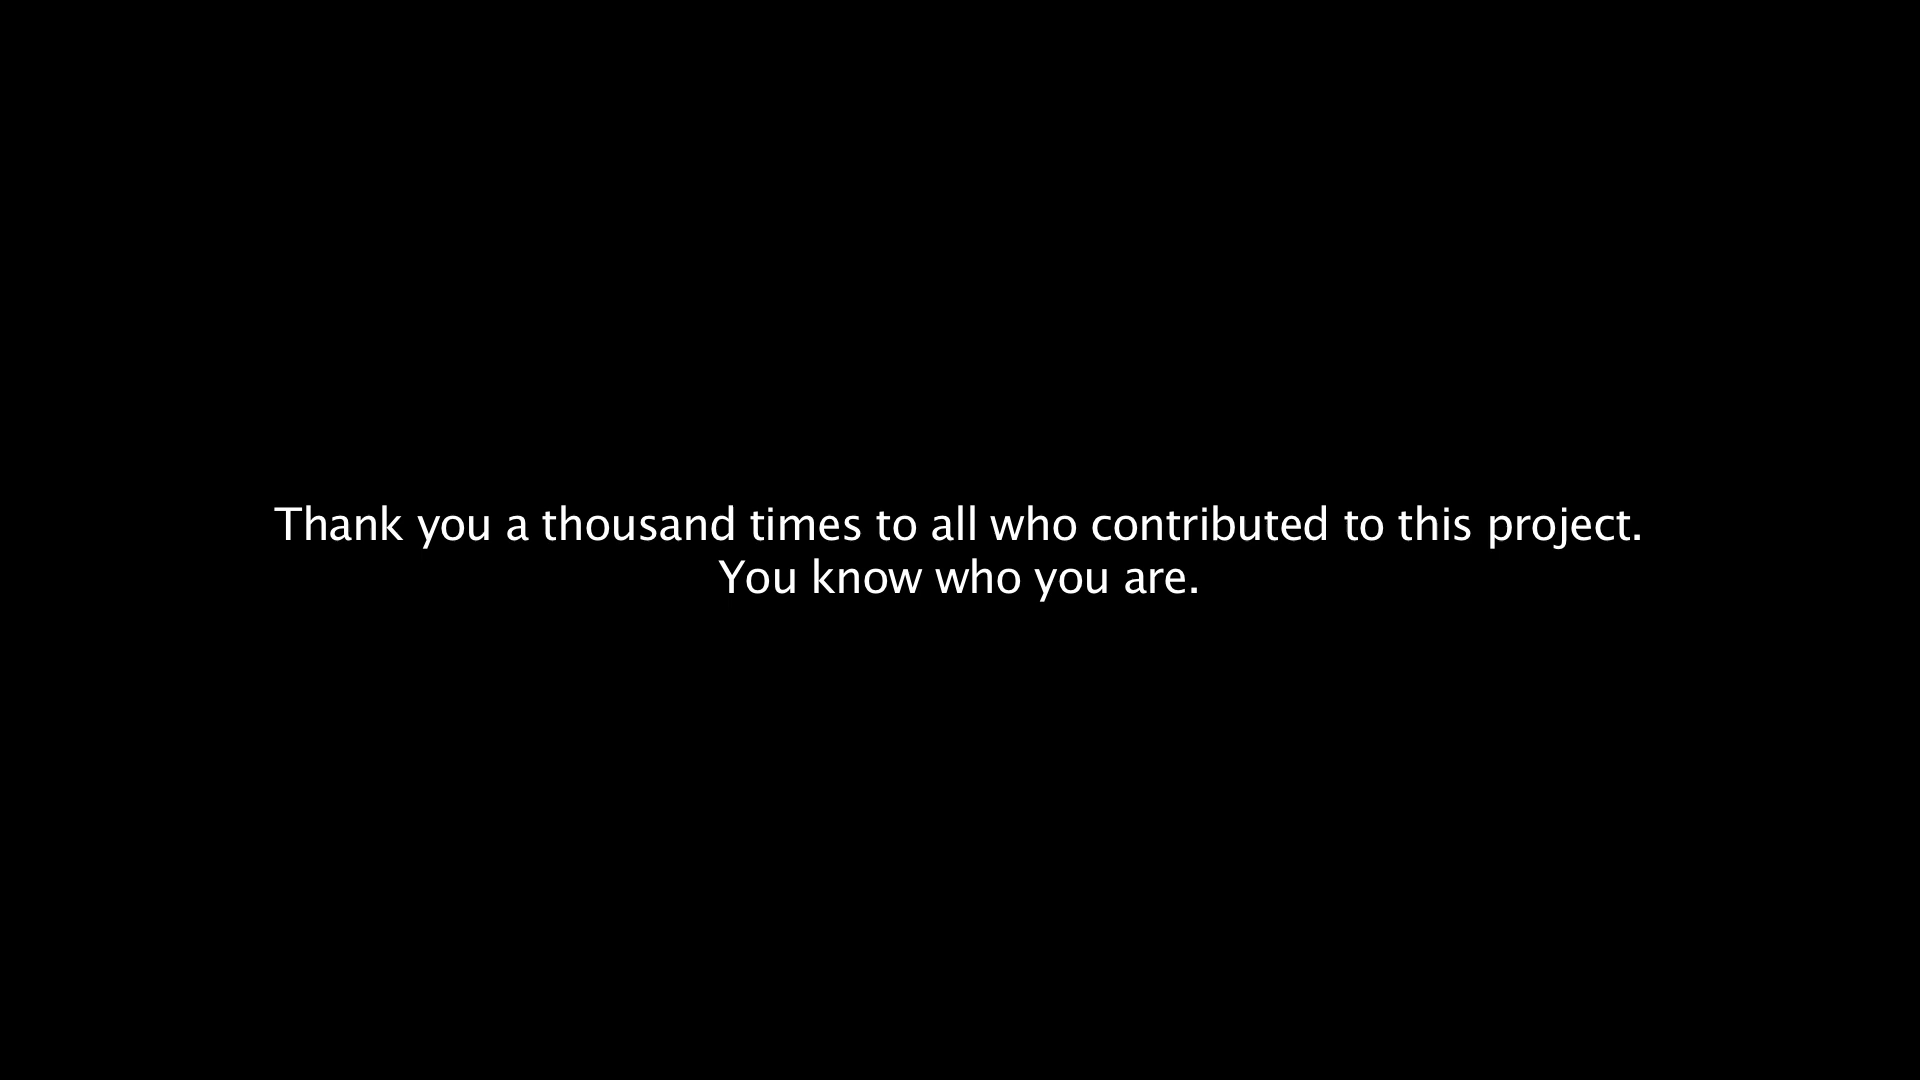 Thank you a thousand times to all who contributed to this project.
You know who you are.